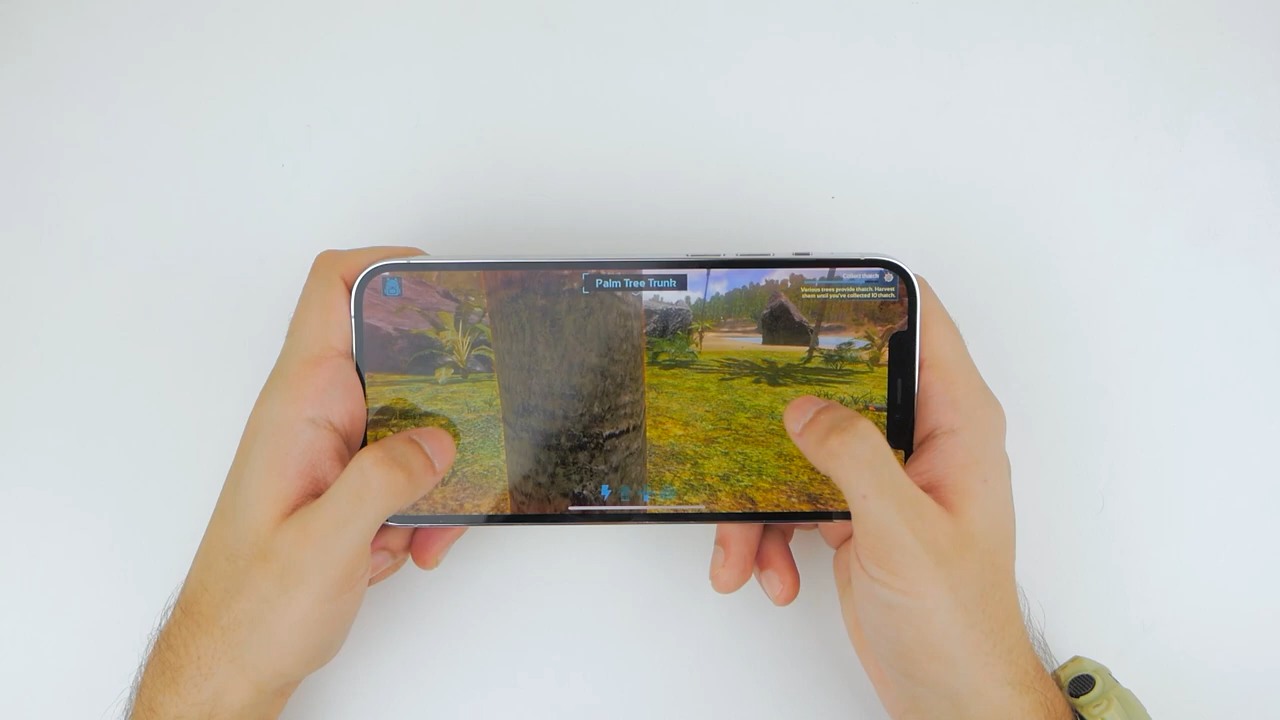 Palm Tree Trunk
Collect thatch
Various trees provide thatch. Harvest
them until you've collected 10 thatch.